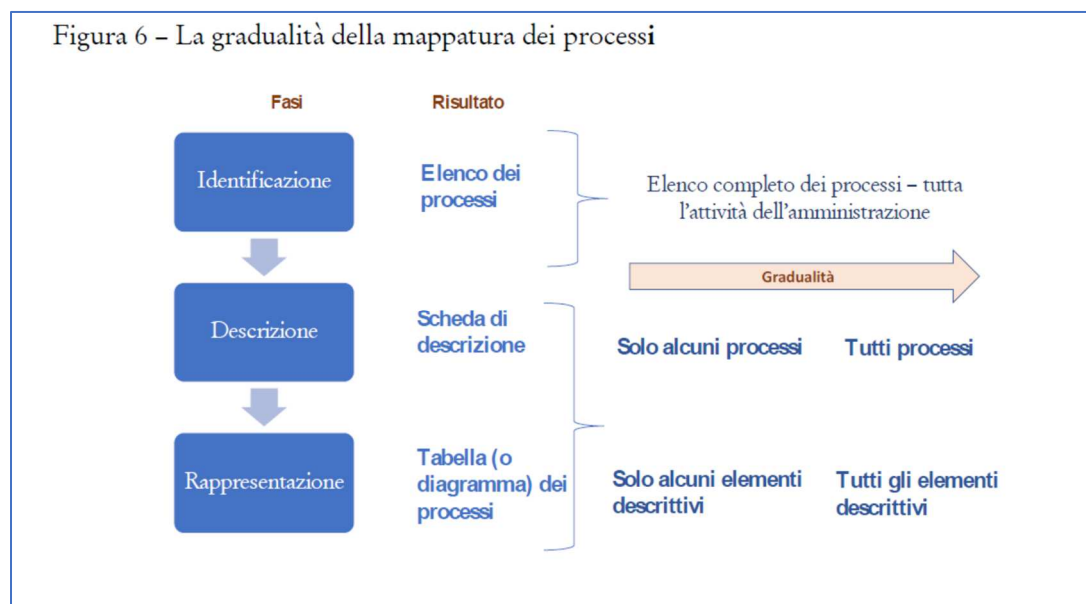 Figura 6 – La gradualità della mappatura dei processi
Fasi
Risultato
Identificazione
Elenco dei
processi
Elenco completo dei processi – tutta
l'attività dell'amministrazione
Gradualità
Descrizione
Scheda di
descrizione
Solo alcuni processi
Tutti processi
Rappresentazione
Tabella (o
diagramma) dei
processi
Solo alcuni elementi
descrittivi
Tutti gli elementi
descrittivi